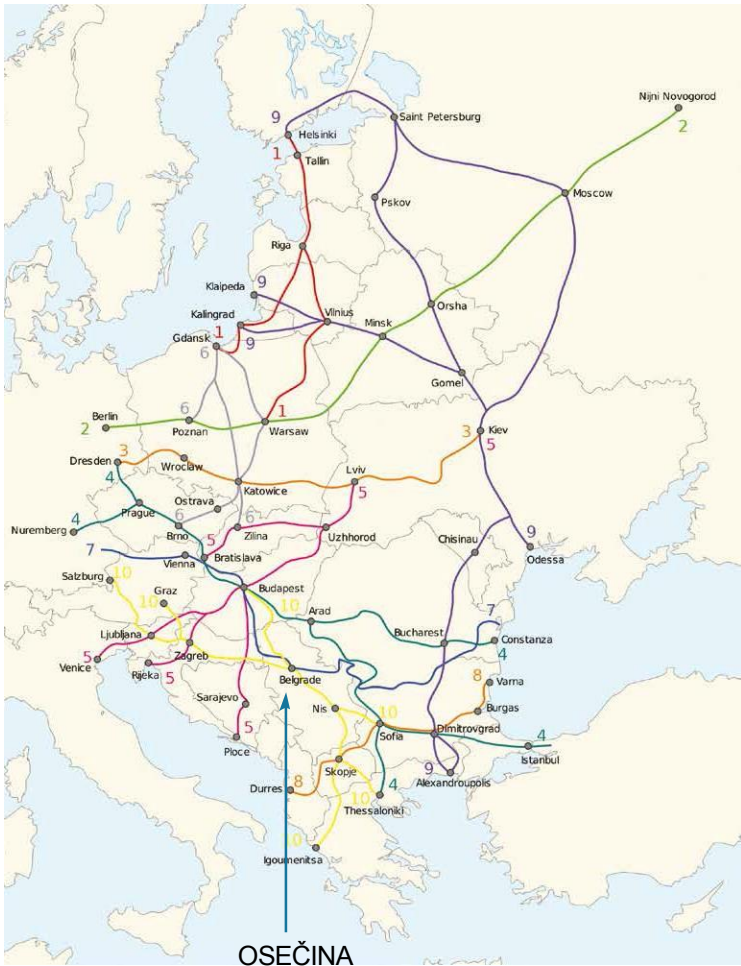 Nijni Novogorod
2
9
Saint Petersburg
Helsinki
1
Tallin
Moscow
Pskov
Riga
Klaipeda
9
Orsha
Kalingrad
Vilnius
Minsk
Gdansk
1
9
6
Gomel
Berlin
6
1
2
Poznan
Warsaw
3
Kiev
5
Dresden
3
Wroclaw
Lviv
4
Katowice
5
Ostrava
4
Prague
6
6
Nuremberg
Brno
5
Zilina
Uzhhorod
Chisinau
9
Odessa
7
Vienna
Bratislava
Salzburg
10
Graz
Budapest
10
10
Arad
7
Ljubljana
Bucharest
Constanza
4
Zagreb
5
Venice
Rijeka
5
Belgrade
8
Varna
Sarajevo
Nis
10
Burgas
5
Sofia
Dimitrovgrad
4
Ploce
Istanbul
Skopje
9
Durres
8
10
4
Alexandroupolis
Thessaloniki
10
Igoumenitsa
OSEČINA